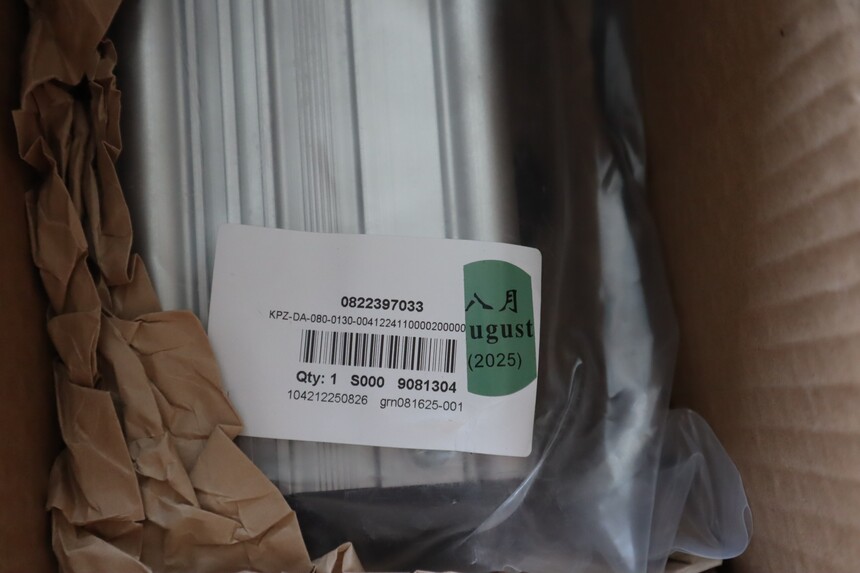 0822397033
KPZ-DA-080-0130-0041224110000200000
Qty: 1 S000 9081304
104212250826 grn081625-001
八月
ugust
(2025)